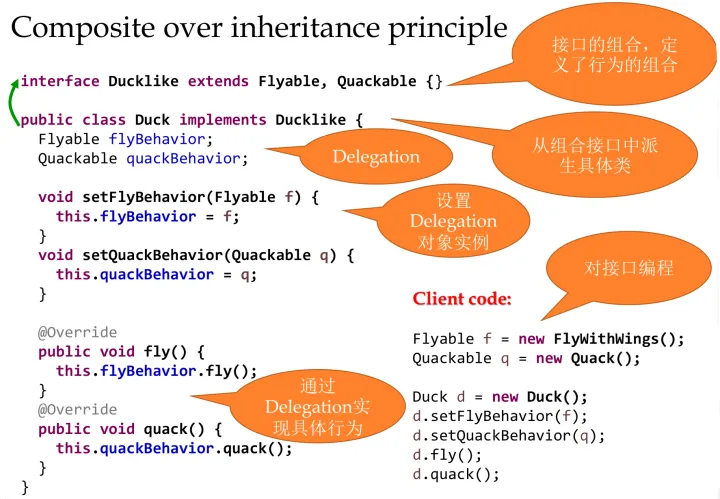 Composite over inheritance principle
接口的组合，定
义了行为的组合
interface Ducklike extends Flyable, Quackable {}
public class Duck implements Ducklike {
Flyable flyBehavior;
Quackable quackBehavior;
Delegation
从组合接口中派
生具体类
void setFlyBehavior(Flyable f) {
this.flyBehavior = f;
}
void setQuackBehavior(Quackable q) {
this.quackBehavior = q;
}
设置
Delegation
对象实例
@Override
public void fly() {
this.flyBehavior.fly();
}
@Override
public void quack() {
this.quackBehavior.quack();
}
}
通过
Delegation实
现具体行为
对接口编程
Client code:
Flyable f = new FlyWithWings();
Quackable q = new Quack();
Duck d = new Duck();
d.setFlyBehavior(f);
d.setQuackBehavior(q);
d.fly();
d.quack();